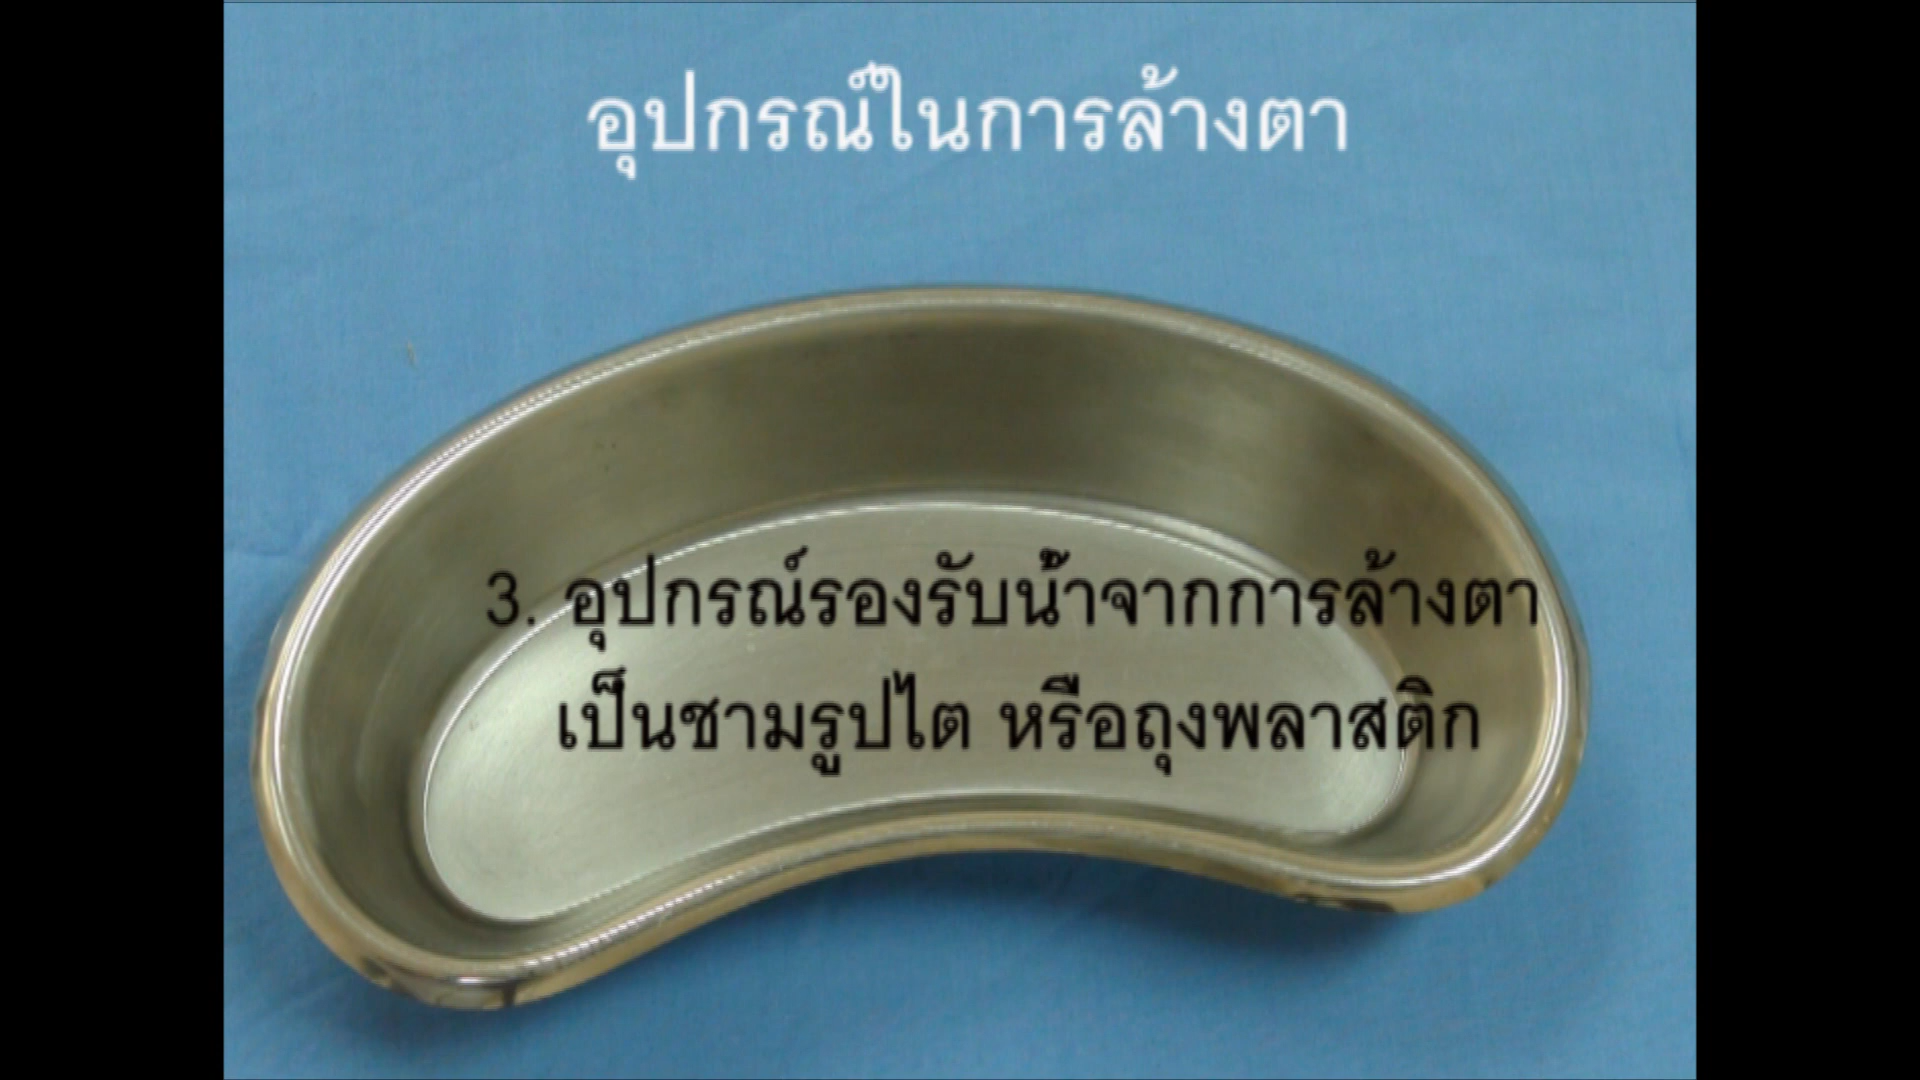 อุปกรณ์ในการล้างตา
3. อุปกรณ์รองรับน้ำจากการล้างตา
เป็นชามรูปไต หรือถุงพลาสติก